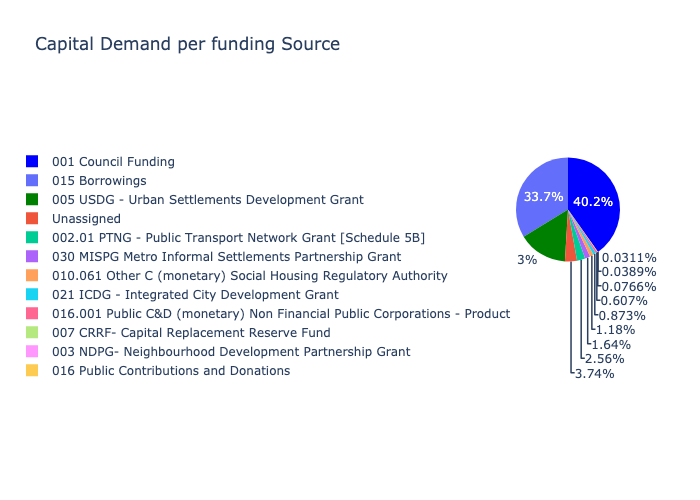 Capital Demand per funding Source
001 Council Funding
015 Borrowings
005 USDG - Urban Settlements Development Grant
Unassigned
002.01 PTNG - Public Transport Network Grant [Schedule 5B]
030 MISPG Metro Informal Settlements Partnership Grant
010.061 Other C (monetary) Social Housing Regulatory Authority
021 ICDG - Integrated City Development Grant
016.001 Public C&D (monetary) Non Financial Public Corporations - Product
007 CRRF- Capital Replacement Reserve Fund
003 NDPG- Neighbourhood Development Partnership Grant
016 Public Contributions and Donations
33.7%
40.2%
3%
0.0311%
0.0389%
0.0766%
0.607%
0.873%
1.18%
1.64%
2.56%
3.74%